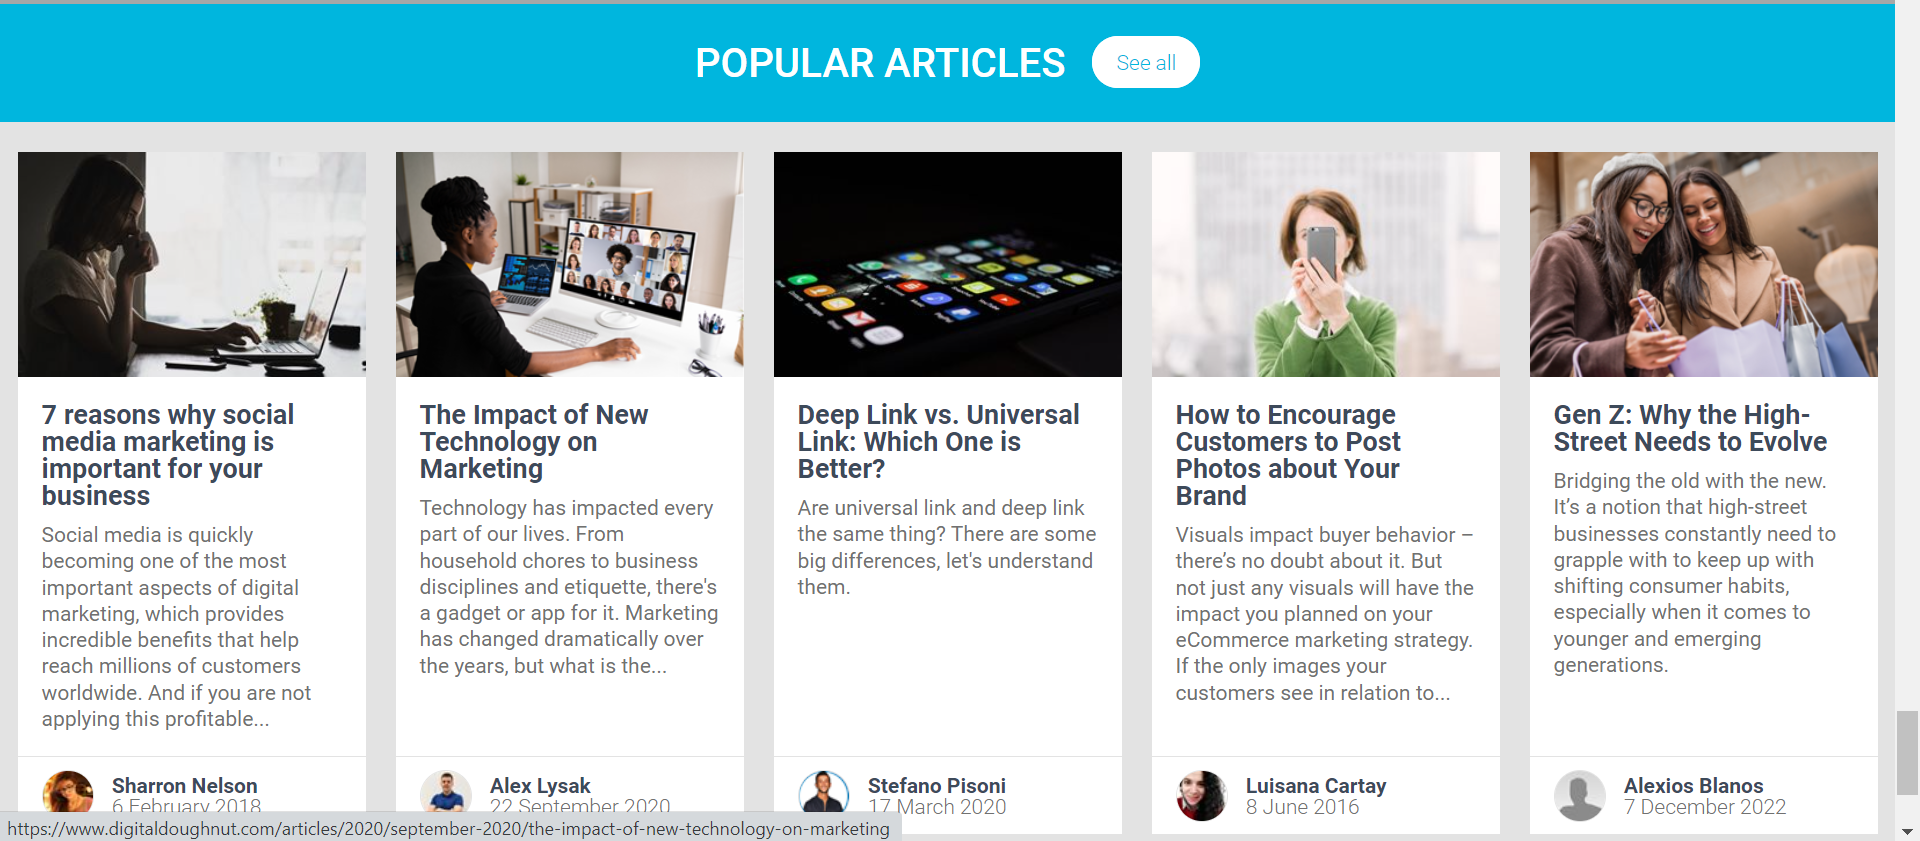 POPULAR ARTICLES
See all
7 reasons why social
media marketing is
important for your
business
Social media is quickly
becoming one of the most
important aspects of digital
marketing, which provides
incredible benefits that help
reach millions of customers
worldwide. And if you are not
applying this profitable...
Sharron Nelson
6 February 2018
The Impact of New
Technology on
Marketing
Technology has impacted every
part of our lives. From
household chores to business
disciplines and etiquette, there's
a gadget or app for it. Marketing
has changed dramatically over
the years, but what is the...
Alex Lysak
22 September 2020
Deep Link vs. Universal
Link: Which One is
Better?
Are universal link and deep link
the same thing? There are some
big differences, let's understand
them.
Stefano Pisoni
17 March 2020
How to Encourage
Customers to Post
Photos about Your
Brand
Visuals impact buyer behavior –
there’s no doubt about it. But
not just any visuals will have the
impact you planned on your
eCommerce marketing strategy.
If the only images your
customers see in relation to...
Luisana Cartay
8 June 2016
Gen Z: Why the High-
Street Needs to Evolve
Bridging the old with the new.
It’s a notion that high-street
businesses constantly need to
grapple with to keep up with
shifting consumer habits,
especially when it comes to
younger and emerging
generations.
Alexios Blanos
7 December 2022
https://www.digitaldoughnut.com/articles/2020/september-2020/the-impact-of-new-technology-on-marketing